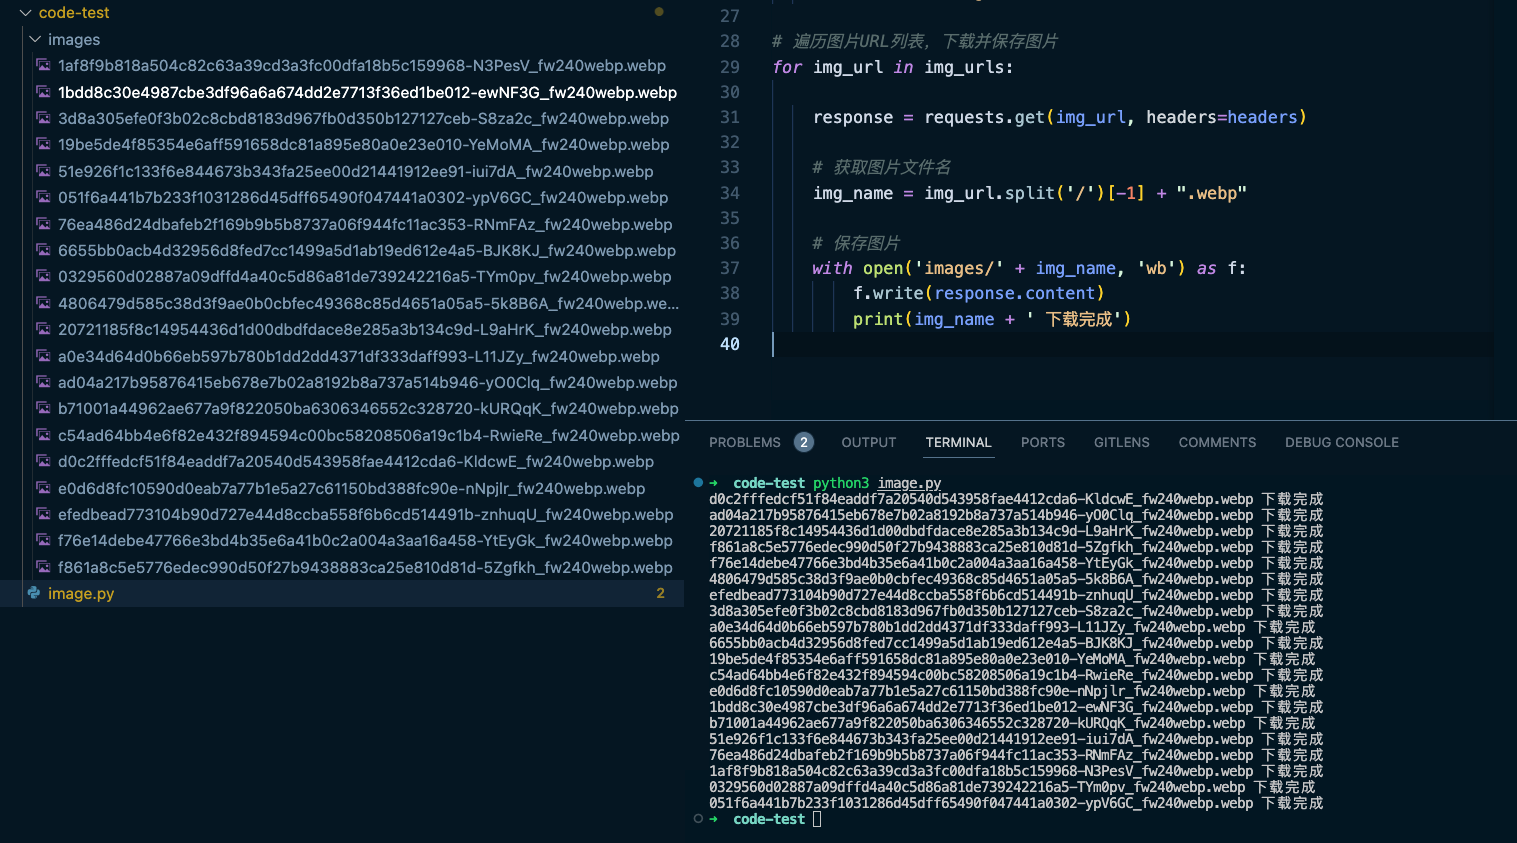 code-test
images
1af8f9b818a504c82c63a39cd3a3fc00dfa18b5c159968-N3PesV_fw240webp.webp
1bdd8c30e4987cbe3df96a6a674dd2e7713f36ed1be012-ewNF3G_fw240webp.webp
3d8a305efe0f3b02c8cbd8183d967fb0d350b127127ceb-S8za2c_fw240webp.webp
19be5de4f85354e6aff591658dc81a895e80a0e23e010-YeMoMA_fw240webp.webp
51e926f1c133f6e844673b343fa25ee00d21441912ee91-iui7dA_fw240webp.webp
051f6a441b7b233f1031286d45dff65490f047441a0302-ypV6GC_fw240webp.webp
76ea486d24dbafeb2f169b9b5b8737a06f944fc11ac353-RNmFAz_fw240webp.webp
6655bb0acb4d32956d8fed7cc1499a5d1ab19ed612e4a5-BJK8KJ_fw240webp.webp
0329560d02887a09dffd4a40c5d86a81de739242216a5-TYm0pv_fw240webp.webp
4806479d585c38d3f9ae0b0cbfec49368c85d4651a05a5-5k8B6A_fw240webp.we...
20721185f8c14954436d1d00dbdfdace8e285a3b134c9d-L9aHrK_fw240webp.webp
a0e34d64d0b66eb597b780b1dd2dd4371df333daff993-L11JZy_fw240webp.webp
ad04a217b95876415eb678e7b02a8192b8a737a514b946-yO0Clq_fw240webp.webp
b71001a44962ae677a9f822050ba6306346552c328720-kURQqK_fw240webp.webp
c54ad64bb4e6f82e432f894594c00bc58208506a19c1b4-RwieRe_fw240webp.webp
d0c2fffedcf51f84eaddf7a20540d543958fae4412cda6-KldcwE_fw240webp.webp
e0d6d8fc10590d0eab7a77b1e5a27c61150bd388fc90e-nNpjlr_fw240webp.webp
efedbead773104b90d727e44d8ccba558f6b6cd514491b-znhuqU_fw240webp.webp
f76e14debe47766e3bd4b35e6a41b0c2a004a3aa16a458-YtEyGk_fw240webp.webp
f861a8c5e5776edec990d50f27b9438883ca25e810d81d-5Zgfkh_fw240webp.webp
image.py 2
27
28 # 遍历图片URL列表，下载并保存图片
29 for img_url in img_urls:
30
31 response = requests.get(img_url, headers=headers)
32
33 # 获取图片文件名
34 img_name = img_url.split('/')[-1] + ".webp"
35
36 # 保存图片
37 with open('images/' + img_name, 'wb') as f:
38 f.write(response.content)
39 print(img_name + ' 下载完成')
40
PROBLEMS 2 OUTPUT TERMINAL PORTS GITLENS COMMENTS DEBUG CONSOLE
➜ code-test python3 image.py
d0c2fffedcf51f84eaddf7a20540d543958fae4412cda6-KldcwE_fw240webp.webp 下载完成
ad04a217b95876415eb678e7b02a8192b8a737a514b946-yO0Clq_fw240webp.webp 下载完成
20721185f8c14954436d1d00dbdfdace8e285a3b134c9d-L9aHrK_fw240webp.webp 下载完成
f861a8c5e5776edec990d50f27b9438883ca25e810d81d-5Zgfkh_fw240webp.webp 下载完成
f76e14debe47766e3bd4b35e6a41b0c2a004a3aa16a458-YtEyGk_fw240webp.webp 下载完成
4806479d585c38d3f9ae0b0cbfec49368c85d4651a05a5-5k8B6A_fw240webp.webp 下载完成
efedbead773104b90d727e44d8ccba558f6b6cd514491b-znhuqU_fw240webp.webp 下载完成
3d8a305efe0f3b02c8cbd8183d967fb0d350b127127ceb-S8za2c_fw240webp.webp 下载完成
a0e34d64d0b66eb597b780b1dd2dd4371df333daff993-L11JZy_fw240webp.webp 下载完成
6655bb0acb4d32956d8fed7cc1499a5d1ab19ed612e4a5-BJK8KJ_fw240webp.webp 下载完成
19be5de4f85354e6aff591658dc81a895e80a0e23e010-YeMoMA_fw240webp.webp 下载完成
c54ad64bb4e6f82e432f894594c00bc58208506a19c1b4-RwieRe_fw240webp.webp 下载完成
e0d6d8fc10590d0eab7a77b1e5a27c61150bd388fc90e-nNpjlr_fw240webp.webp 下载完成
1bdd8c30e4987cbe3df96a6a674dd2e7713f36ed1be012-ewNF3G_fw240webp.webp 下载完成
b71001a44962ae677a9f822050ba6306346552c328720-kURQqK_fw240webp.webp 下载完成
51e926f1c133f6e844673b343fa25ee00d21441912ee91-iui7dA_fw240webp.webp 下载完成
76ea486d24dbafeb2f169b9b5b8737a06f944fc11ac353-RNmFAz_fw240webp.webp 下载完成
1af8f9b818a504c82c63a39cd3a3fc00dfa18b5c159968-N3PesV_fw240webp.webp 下载完成
0329560d02887a09dffd4a40c5d86a81de739242216a5-TYm0pv_fw240webp.webp 下载完成
051f6a441b7b233f1031286d45dff65490f047441a0302-ypV6GC_fw240webp.webp 下载完成
➜ code-test